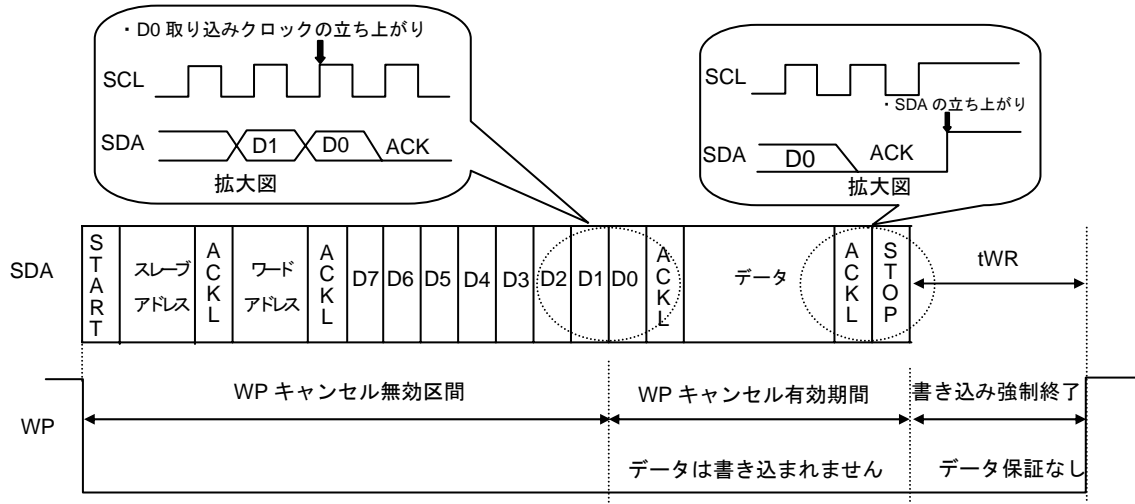 ・D0 取り込みクロックの立ち上がり
SCL
SDA
D1
D0
ACK
拡大図
SCL
・SDA の立ち上がり
SDA
D0
ACK
拡大図
SDA
START
スレーブ
アドレス
ACKL
ワード
アドレス
ACKL
D7
D6
D5
D4
D3
D2
D1
D0
ACKL
データ
ACKL
STOP
tWR
WP
WP キャンセル無効区間
WP キャンセル有効期間
書き込み強制終了
データは書き込まれません
データ保証なし